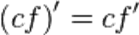 (cf)′ = cf′